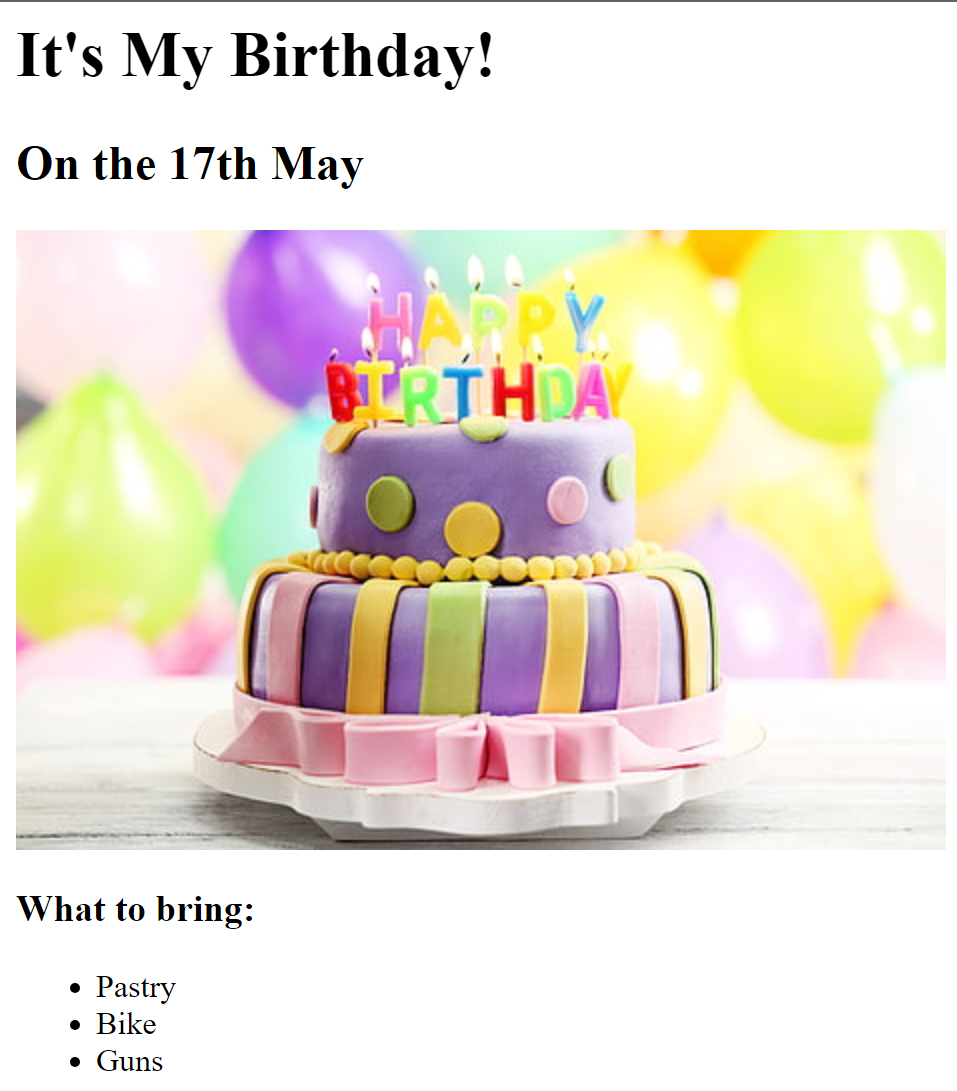 It's My Birthday!
On the 17th May
HAPPY
BIRTHDAY
What to bring:
Pastry
Bike
Guns